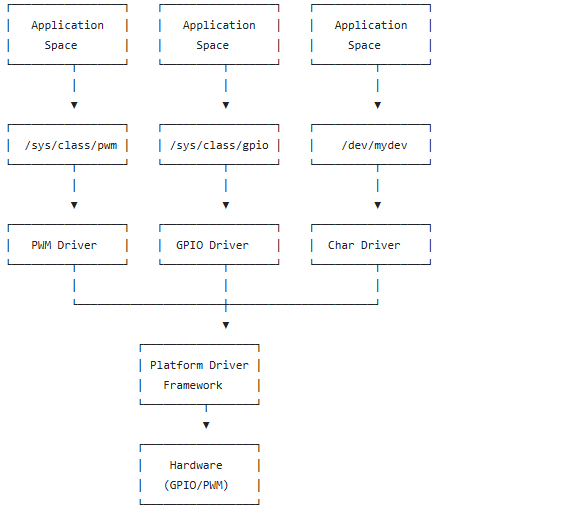 Application Application Application
Space Space Space
/sys/class/pwm /sys/class/gpio /dev/mydev
PWM Driver GPIO Driver Char Driver
Platform Driver
Framework
Hardware
(GPIO/PWM)